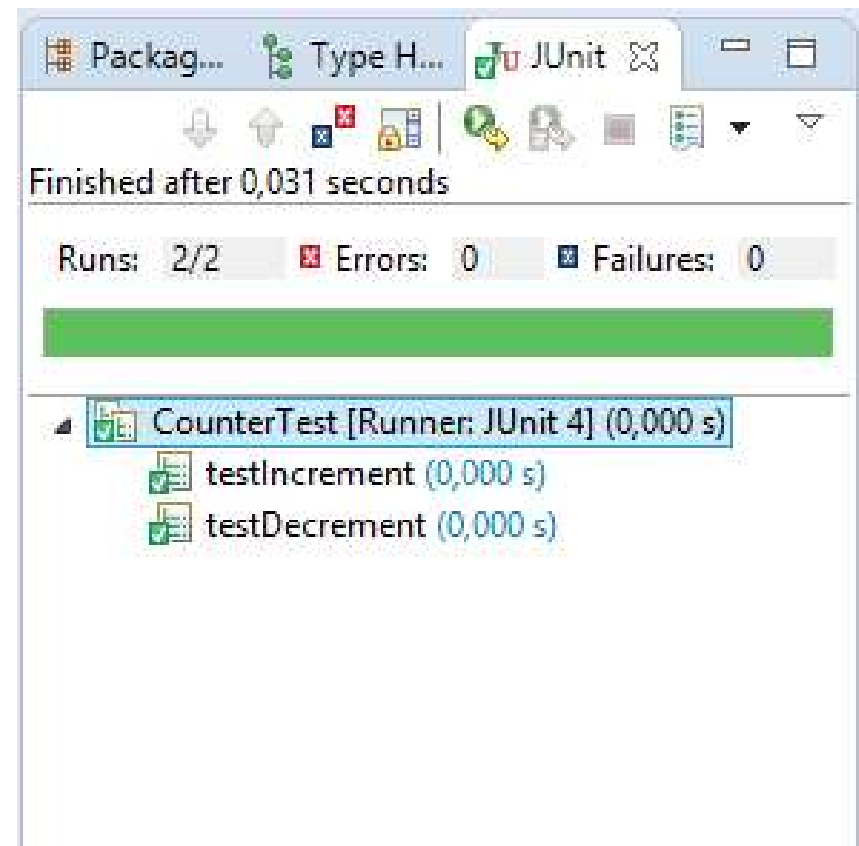 Packag... Type H... JUnit
Finished after 0,031 seconds
Runs: 2/2 Errors: 0 Failures: 0
CounterTest [Runner: JUnit 4] (0,000 s)
testIncrement (0,000 s)
testDecrement (0,000 s)